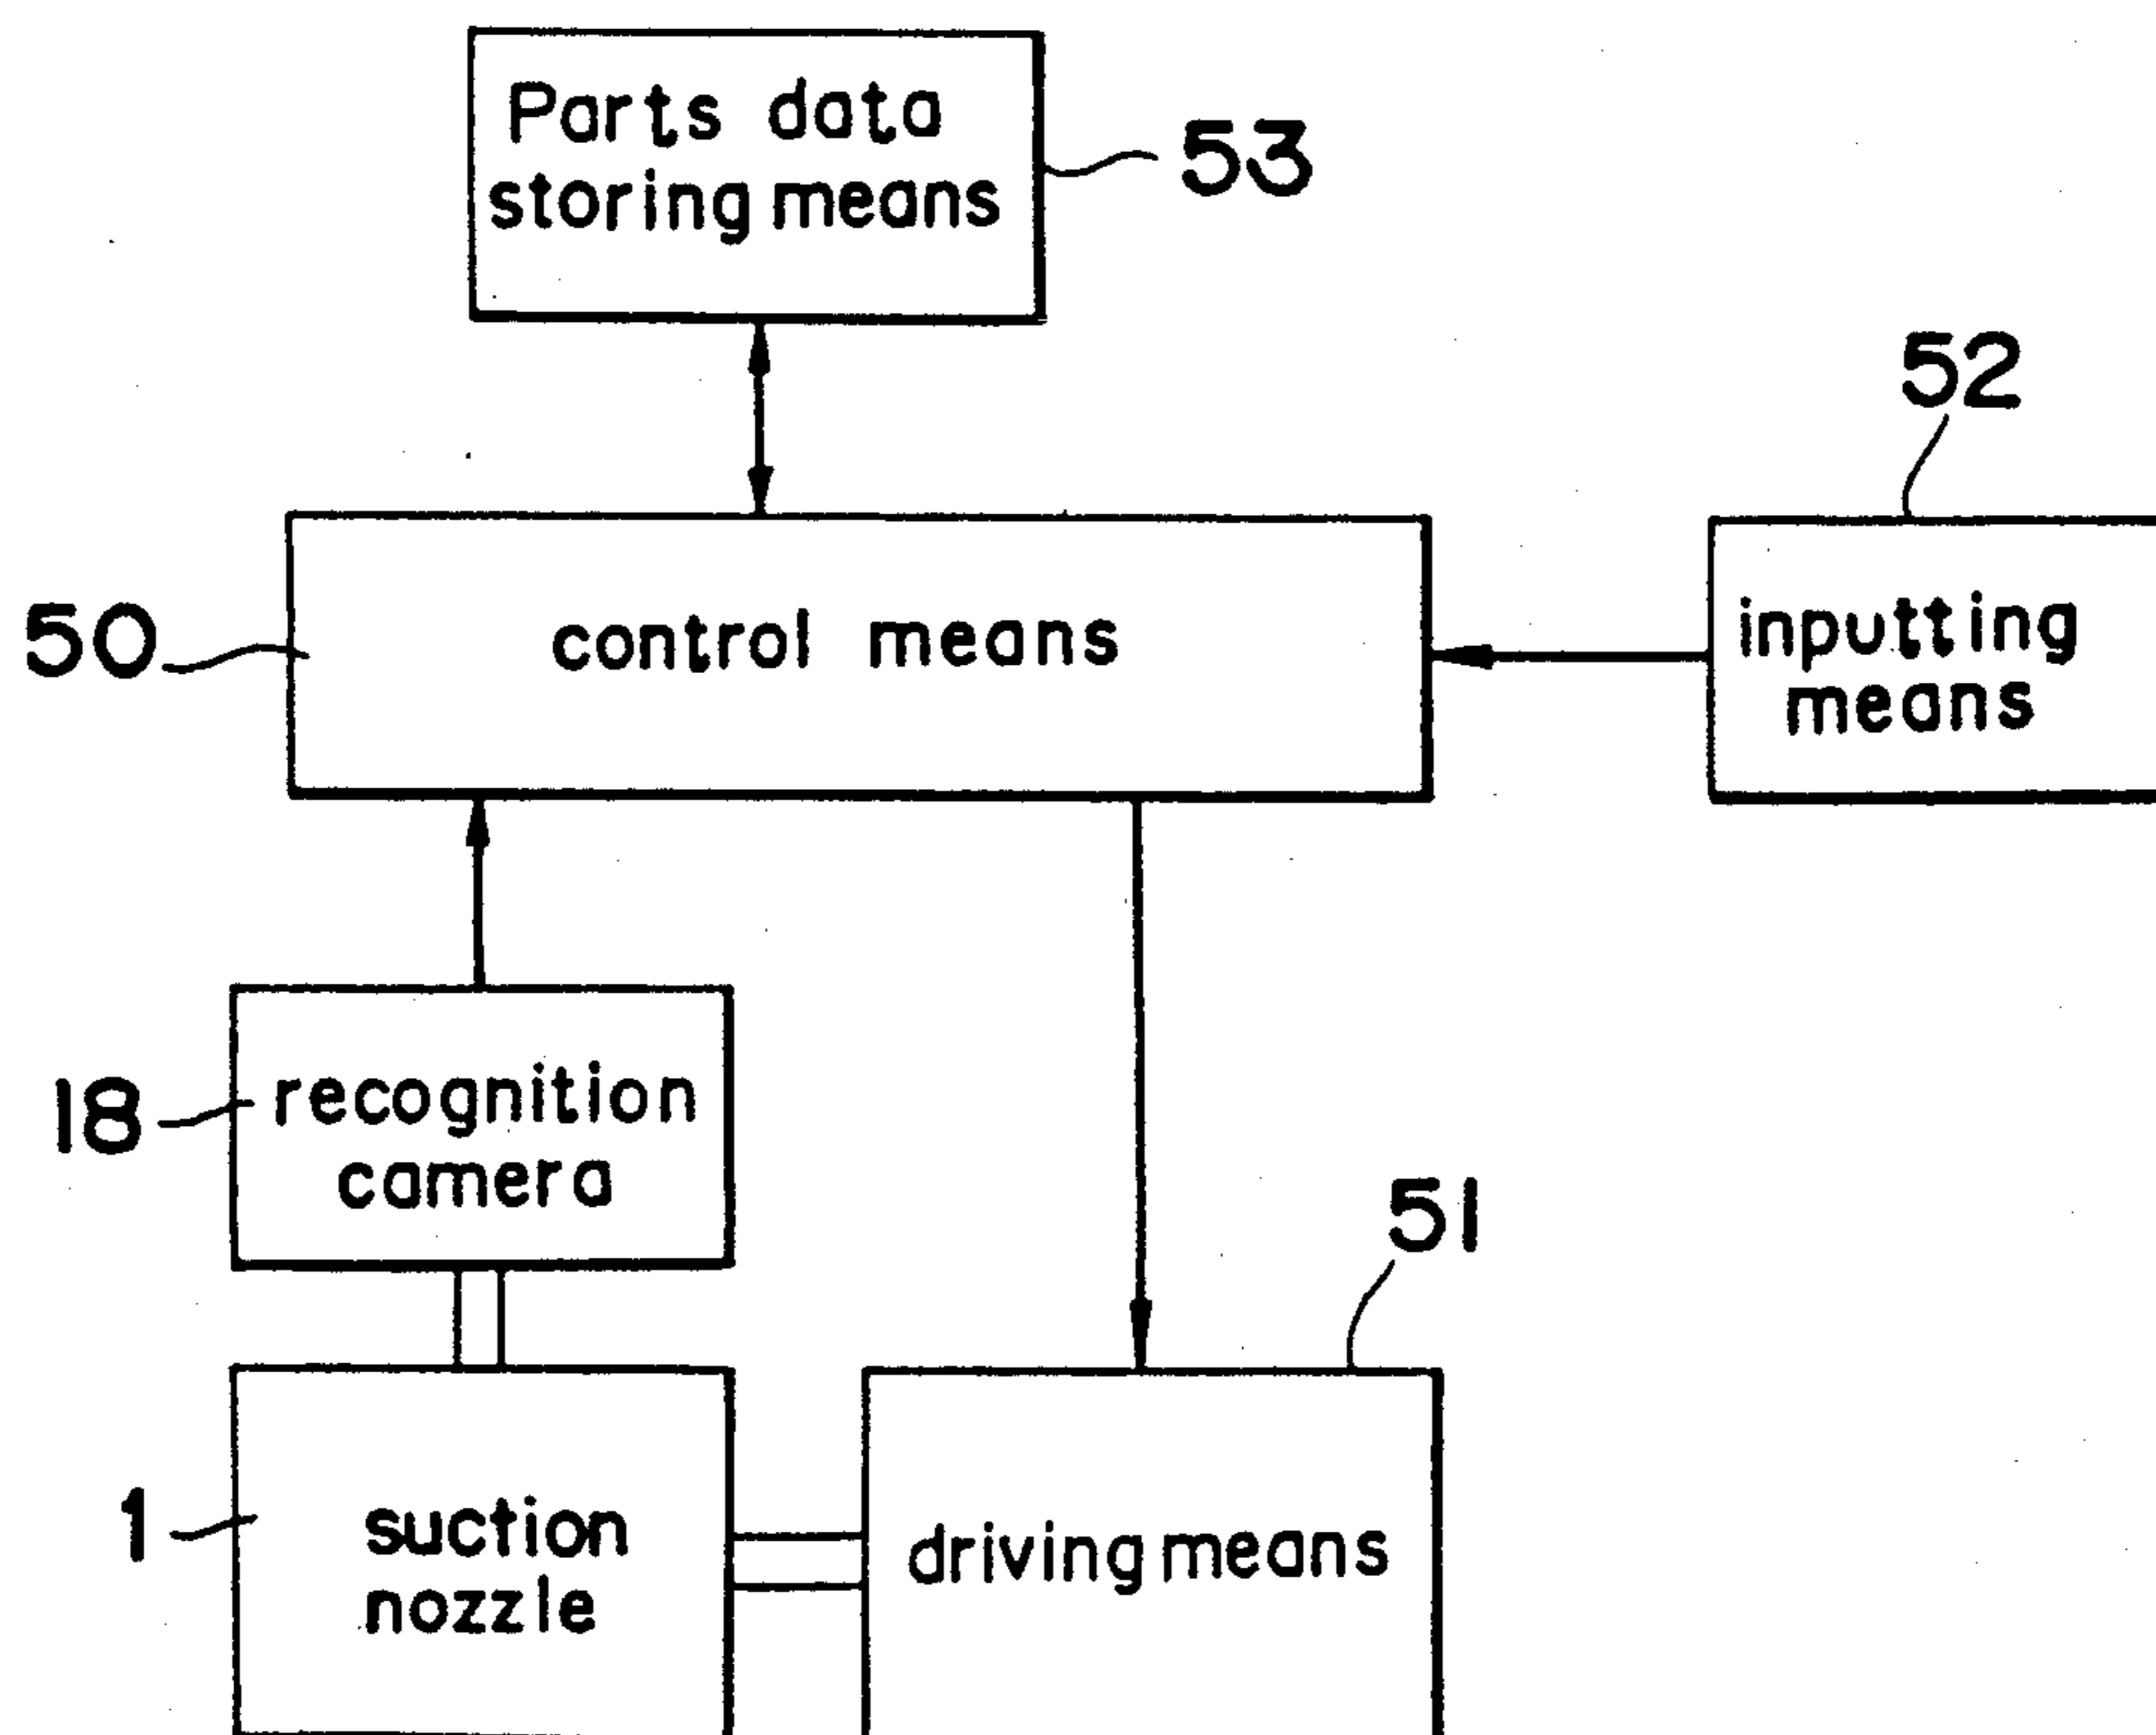 Parts data
storing means
53
52
50
control means
inputting
means
18
recognition
camera
51
1
suction
nozzle
driving means